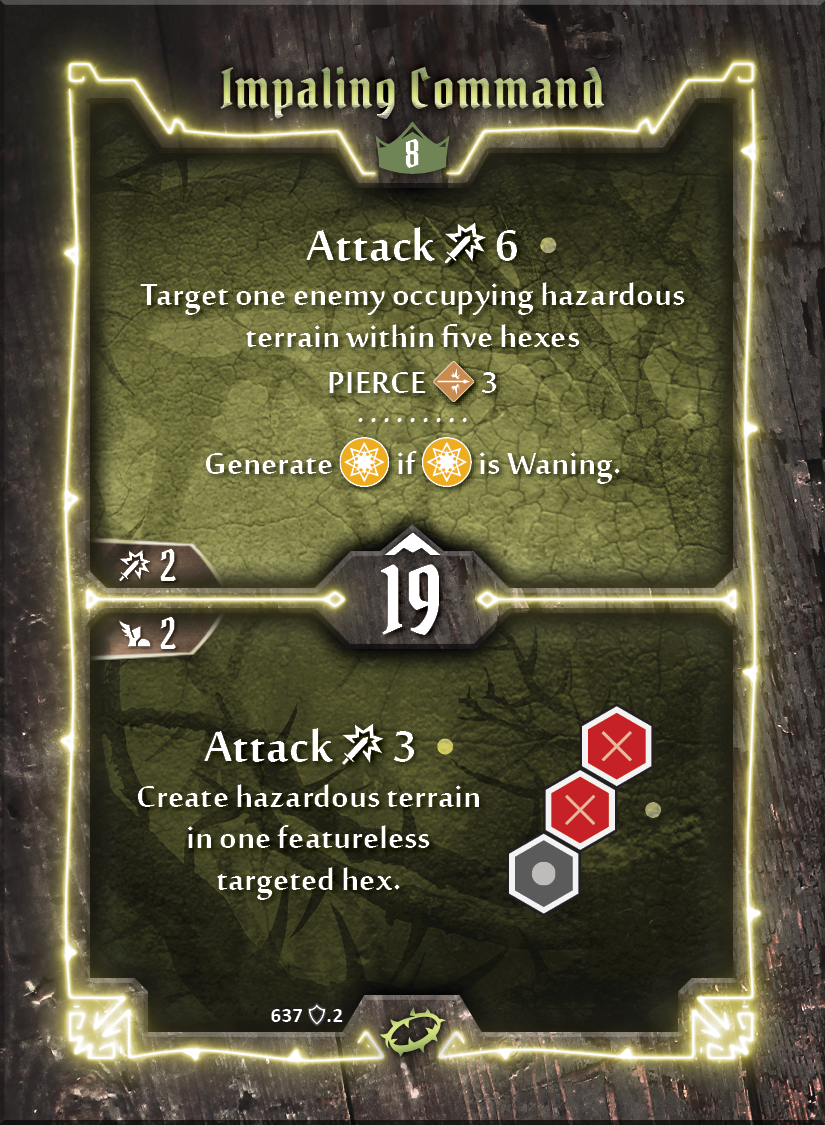 Impaling Command
8
Attack 6
Target one enemy occupying hazardous
terrain within five hexes
PIERCE 3
Generate if is Waning.
2
19
2
Attack 3
Create hazardous terrain
in one featureless
targeted hex.
637 .2